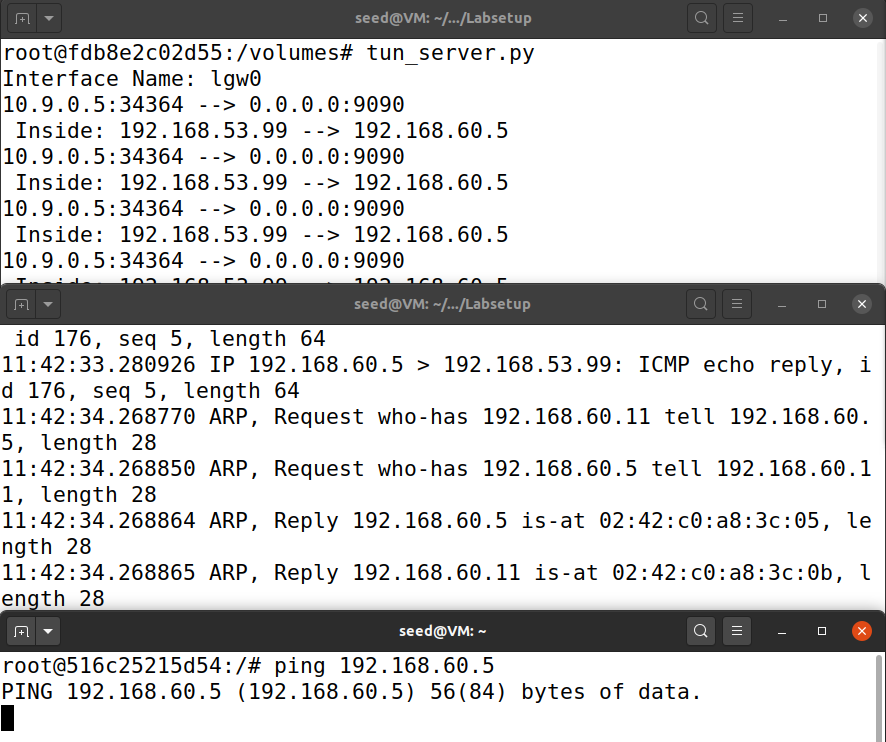 seed@VM: ~/.../Labsetup
root@fdb8e2c02d55:/volumes# tun_server.py
Interface Name: lgw0
10.9.0.5:34364 --> 0.0.0.0:9090
 Inside: 192.168.53.99 --> 192.168.60.5
10.9.0.5:34364 --> 0.0.0.0:9090
 Inside: 192.168.53.99 --> 192.168.60.5
10.9.0.5:34364 --> 0.0.0.0:9090
 Inside: 192.168.53.99 --> 192.168.60.5
10.9.0.5:34364 --> 0.0.0.0:9090
 Inside: 192.168.53.99 --> 192.168.60.5
seed@VM: ~/.../Labsetup
 id 176, seq 5, length 64
11:42:33.280926 IP 192.168.60.5 > 192.168.53.99: ICMP echo reply, i
d 176, seq 5, length 64
11:42:34.268770 ARP, Request who-has 192.168.60.11 tell 192.168.60.
5, length 28
11:42:34.268850 ARP, Request who-has 192.168.60.5 tell 192.168.60.1
1, length 28
11:42:34.268864 ARP, Reply 192.168.60.5 is-at 02:42:c0:a8:3c:05, le
ngth 28
11:42:34.268865 ARP, Reply 192.168.60.11 is-at 02:42:c0:a8:3c:0b, l
ength 28
seed@VM: ~
root@516c25215d54:/# ping 192.168.60.5
PING 192.168.60.5 (192.168.60.5) 56(84) bytes of data.